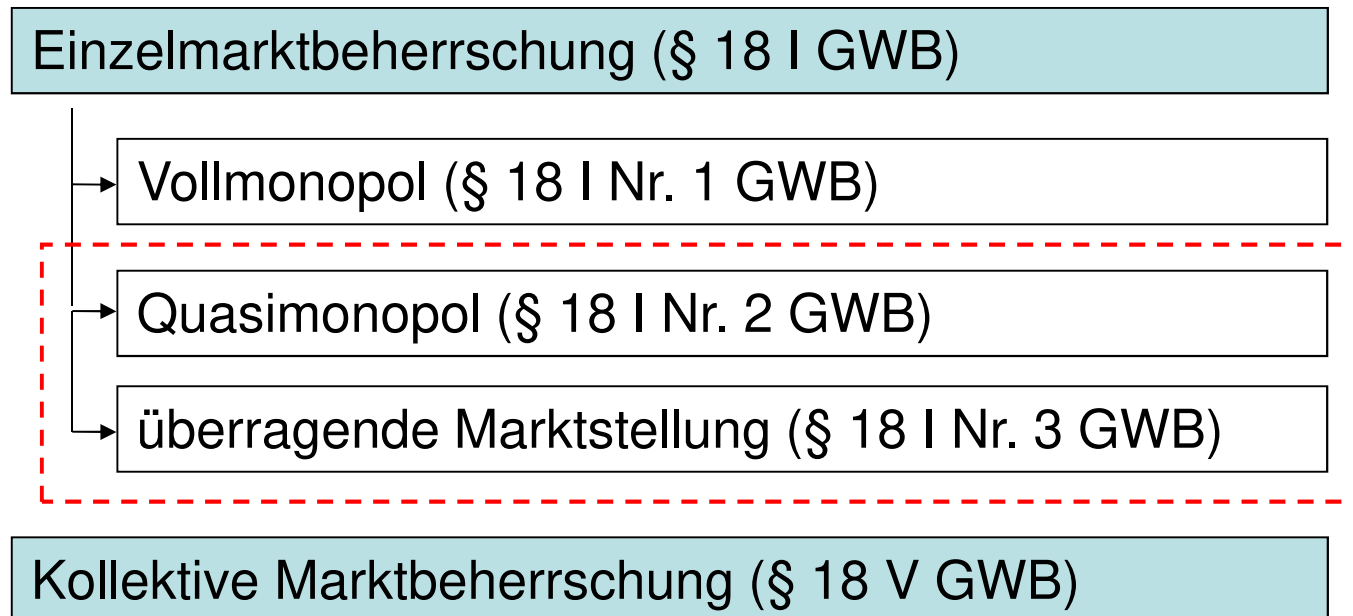 Einzelmarktbeherrschung (§ 18 I GWB)
Vollmonopol (§ 18 I Nr. 1 GWB)
Quasimonopol (§ 18 I Nr. 2 GWB)
überragende Marktstellung (§ 18 I Nr. 3 GWB)
Kollektive Marktbeherrschung (§ 18 V GWB)